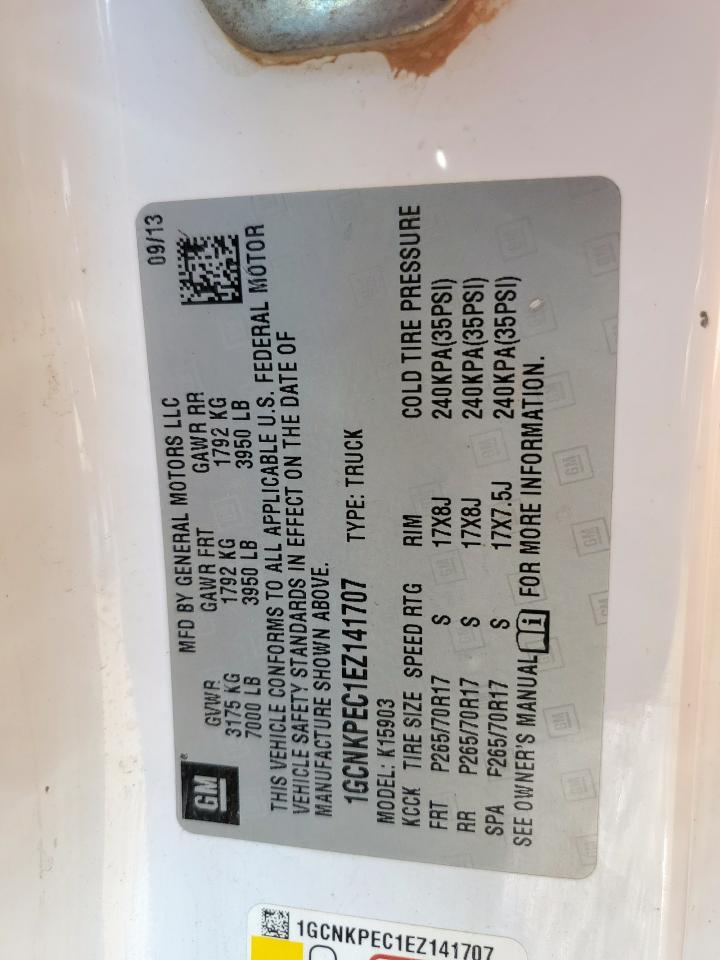 GM
MFD BY GENERAL MOTORS LLC 09/13
GVWR GAWR FRT GAWR RR
3175 KG 1792 KG 1792 KG
7000 LB 3950 LB 3950 LB
THIS VEHICLE CONFORMS TO ALL APPLICABLE U.S. FEDERAL MOTOR
VEHICLE SAFETY STANDARDS IN EFFECT ON THE DATE OF
MANUFACTURE SHOWN ABOVE.
1GCNKPEC1EZ141707 TYPE: TRUCK
MODEL: K15903
KCCK TIRE SIZE SPEED RTG RIM COLD TIRE PRESSURE
FRT P265/70R17 S 17X8J 240KPA(35PSI)
RR P265/70R17 S 17X8J 240KPA(35PSI)
SPA P265/70R17 S 17X7.5J 240KPA(35PSI)
SEE OWNER'S MANUAL i FOR MORE INFORMATION.
1GCNKPEC1EZ141707